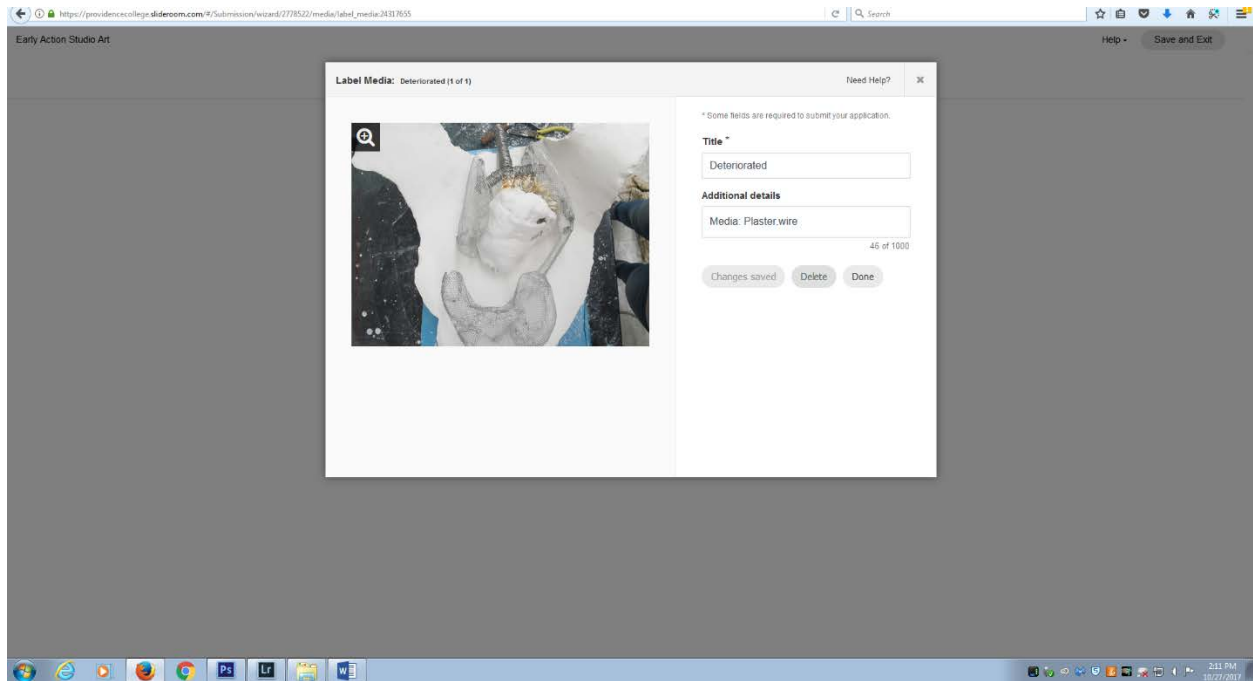 https://providencecollege.slideroom.com/#/Submission/wizard/2778522/media/label_media:24317655
Search
Early Action Studio Art
Help
Save and Exit
Label Media: Deteriorated (1 of 1)
Need Help?
* Some fields are required to submit your application.
Title *
Deteriorated
Additional details
Media: Plaster.wire
46 of 1000
Changes saved
Delete
Done
Ps
Lr
W
2:11 PM
10/27/2017